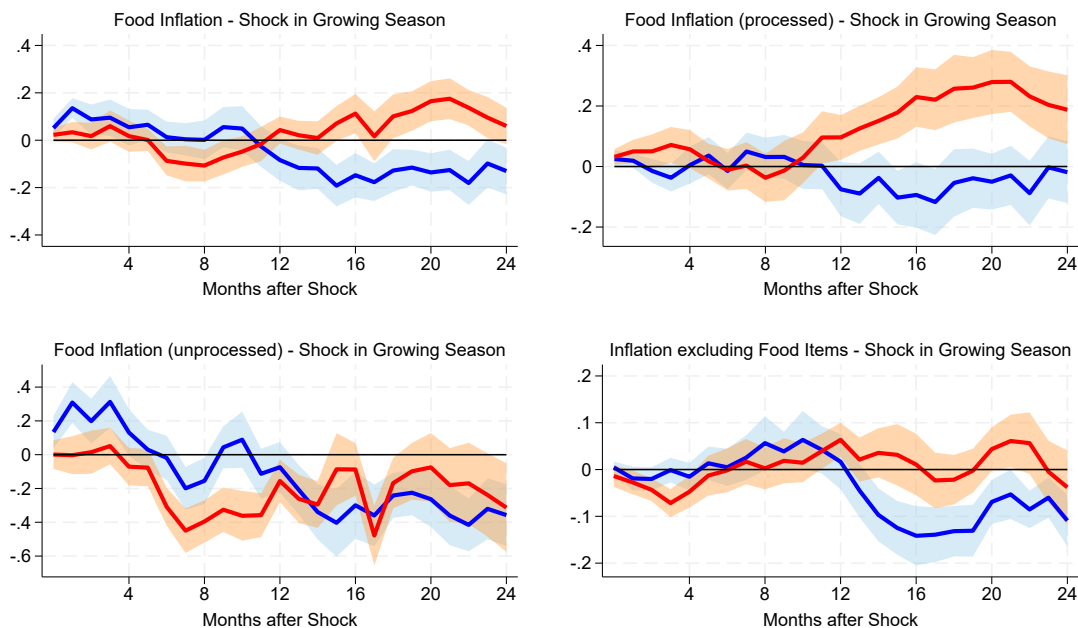 Food Inflation - Shock in Growing Season
.4
.2
0
-.2
-.4
4 8 12 16 20 24
Months after Shock
Food Inflation (processed) - Shock in Growing Season
.4
.2
0
-.2
4 8 12 16 20 24
Months after Shock
Food Inflation (unprocessed) - Shock in Growing Season
.4
.2
0
-.2
-.4
-.6
4 8 12 16 20 24
Months after Shock
Inflation excluding Food Items - Shock in Growing Season
.2
.1
0
-.1
-.2
4 8 12 16 20 24
Months after Shock